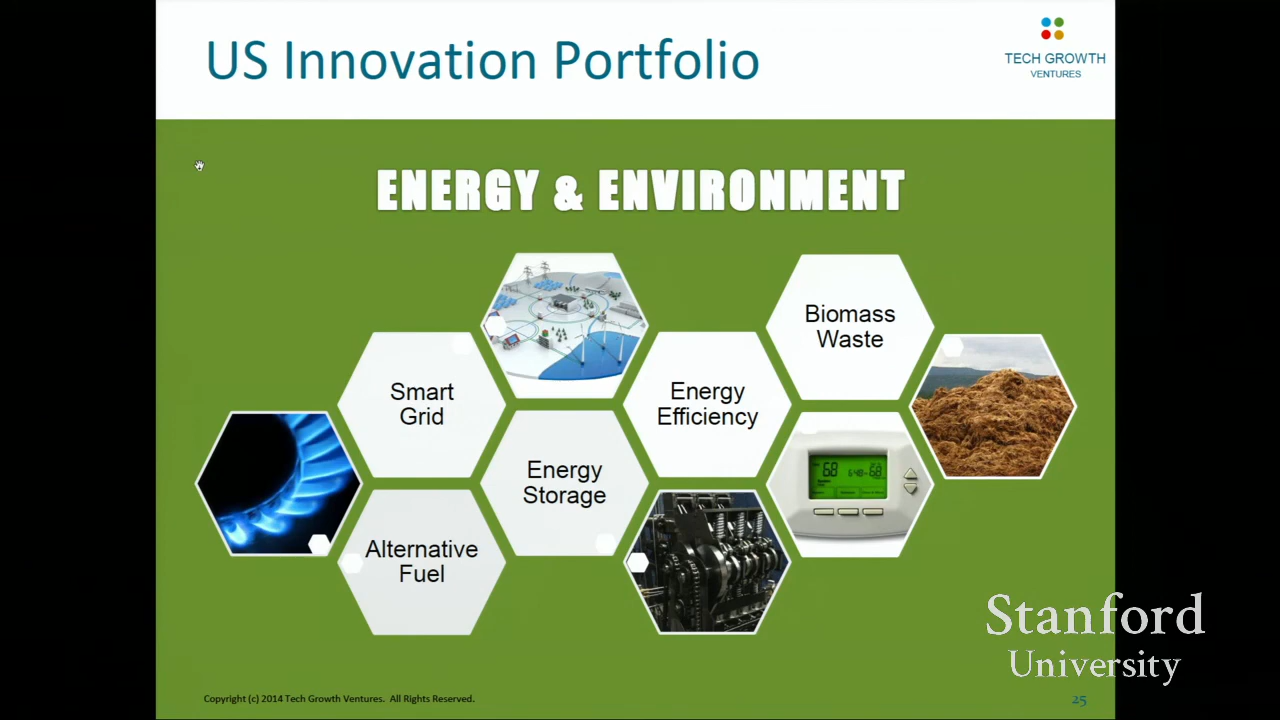 US Innovation Portfolio
TECH GROWTH
VENTURES
ENERGY & ENVIRONMENT
Biomass
Waste
Smart
Grid
Energy
Efficiency
Energy
Storage
68
Alternative
Fuel
Stanford
University
Copyright (c) 2014 Tech Growth Ventures. All Rights Reserved.
25